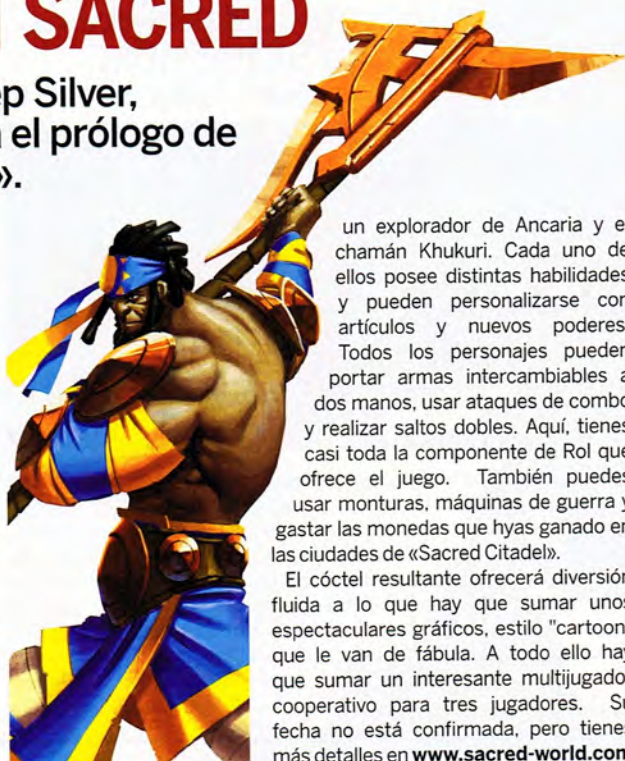 SACRED
ep Silver,
el prólogo de
».
un explorador de Ancaria y e
chamán Khukuri. Cada uno de
ellos posee distintas habilidades
y pueden personalizarse con
artículos y nuevos poderes
Todos los personajes pueden
portar armas intercambiables a
dos manos, usar ataques de combo
y realizar saltos dobles. Aquí, tienes
casi toda la componente de Rol que
ofrece el juego. También puedes
usar monturas, máquinas de guerra y
gastar las monedas que hyas ganado en
las ciudades de «Sacred Citadel».
El cóctel resultante ofrecerá diversión
fluida a lo que hay que sumar unos
espectaculares gráficos, estilo "cartoon
que le van de fábula. A todo ello hay
que sumar un interesante multijugado
cooperativo para tres jugadores. Su
fecha no está confirmada, pero tienes
más detalles en www.sacred-world.com